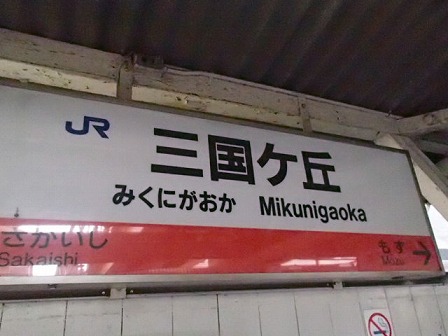 JR
三国ケ丘
みくにがおか Mikunigaoka
さかいし
Sakaishi
もず
Mozu